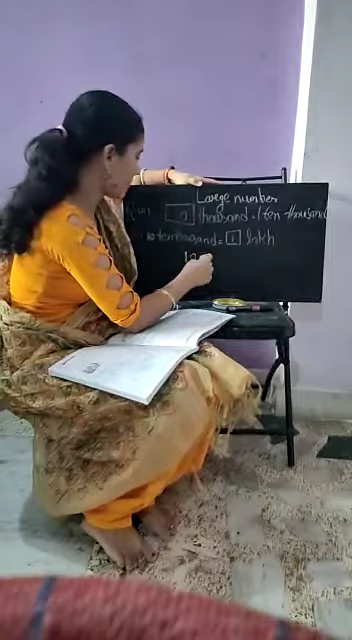 Large number
10 thousand = 1 ten-thousand
10 ten thousand = 1 lakh